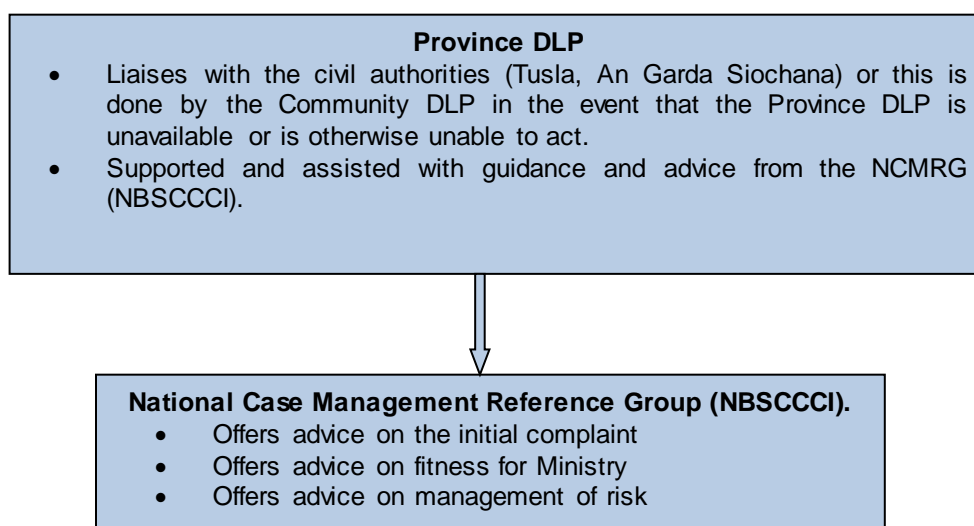 Province DLP
• Liaises with the civil authorities (Tusla, An Garda Siochana) or this is
done by the Community DLP in the event that the Province DLP is
unavailable or is otherwise unable to act.
• Supported and assisted with guidance and advice from the NCMRG
(NBSCCCI).
National Case Management Reference Group (NBSCCCI).
• Offers advice on the initial complaint
• Offers advice on fitness for Ministry
• Offers advice on management of risk